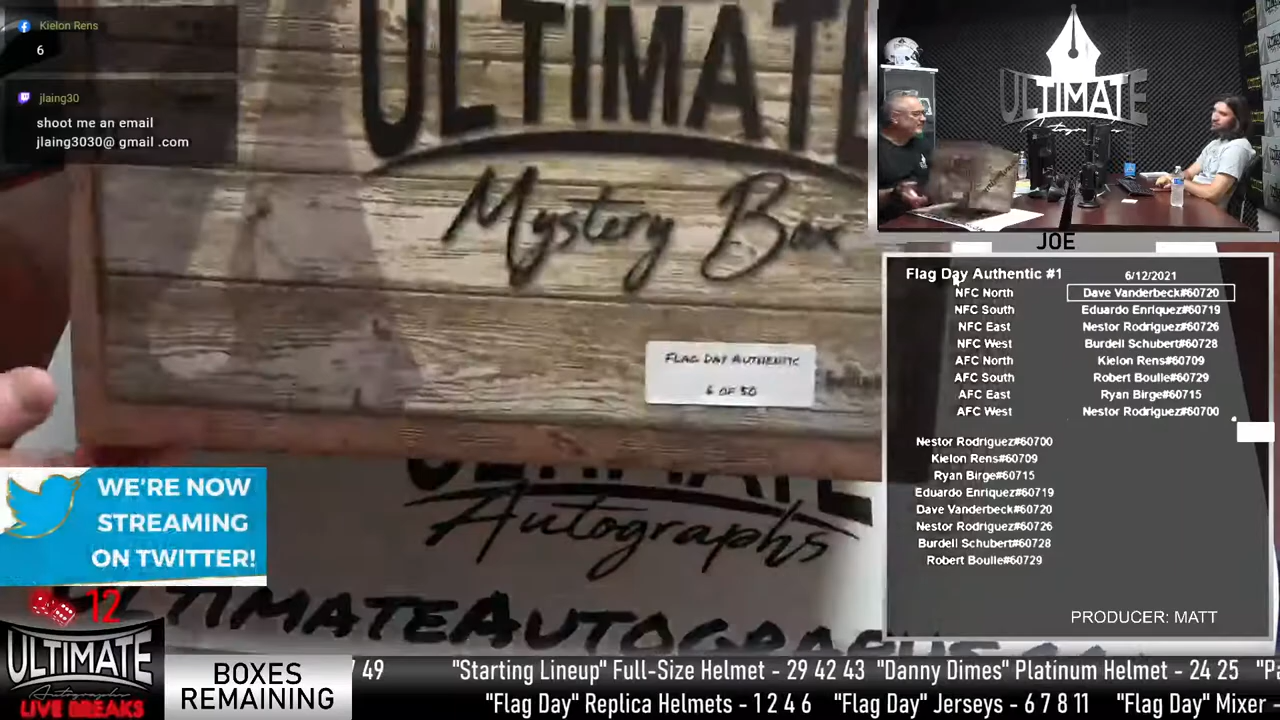 Kielon Rens
6
jlaing30
shoot me an email
jlaing3030@ gmail .com
ULTIMATE
Mystery Box
FLAG DAY AUTHENTIC
6 OF 50
Autographs
ULTIMATEAUTOGRAPHS
ULTIMATE
JOE
Flag Day Authentic #1
6/12/2021
NFC North Dave Vanderbeck#60720
NFC South Eduardo Enriquez#60719
NFC East Nestor Rodriguez#60726
NFC West Burdell Schubert#60728
AFC North Kielon Rens#60709
AFC South Robert Boulle#60729
AFC East Ryan Birge#60715
AFC West Nestor Rodriguez#60700
Nestor Rodriguez#60700
Kielon Rens#60709
Ryan Birge#60715
Eduardo Enriquez#60719
Dave Vanderbeck#60720
Nestor Rodriguez#60726
Burdell Schubert#60728
Robert Boulle#60729
PRODUCER: MATT
WE'RE NOW
STREAMING
ON TWITTER!
12
ULTIMATE
Autographs
LIVE BREAKS
BOXES
REMAINING
49 "Starting Lineup" Full-Size Helmet - 29 42 43 "Danny Dimes" Platinum Helmet - 24 25
"Flag Day" Replica Helmets - 1 2 4 6 "Flag Day" Jerseys - 6 7 8 11 "Flag Day" Mixer -